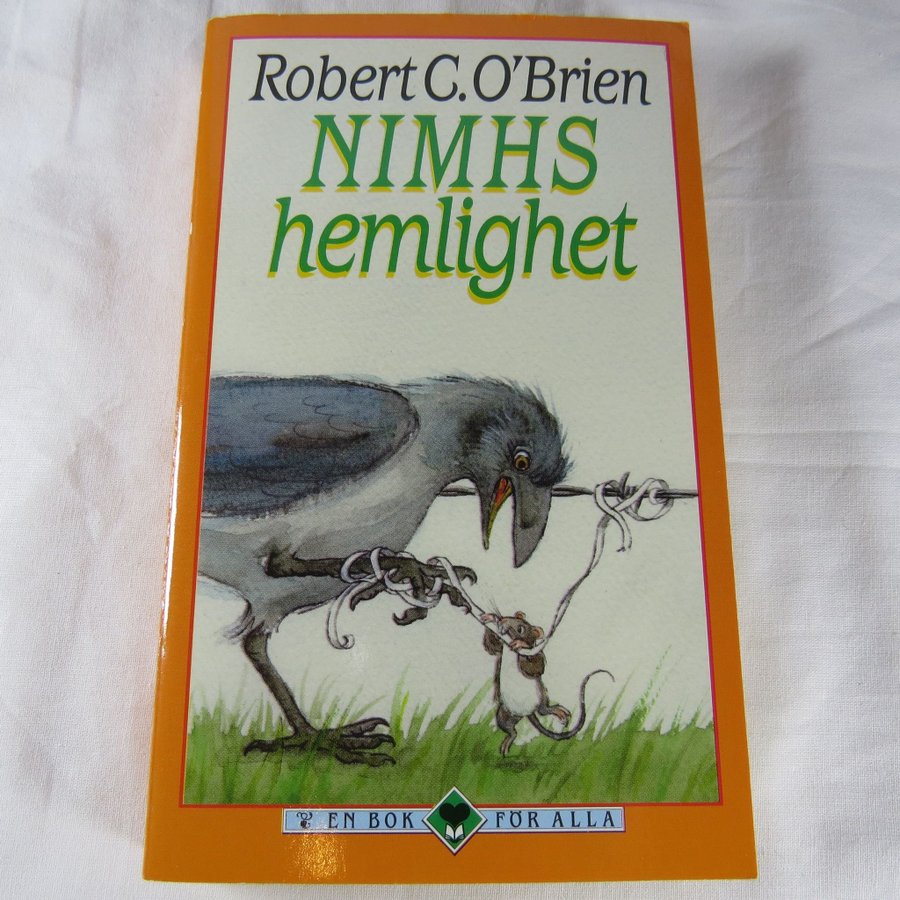 Robert C. O'Brien
NIMHS
hemlighet
EN BOK FÖR ALLA